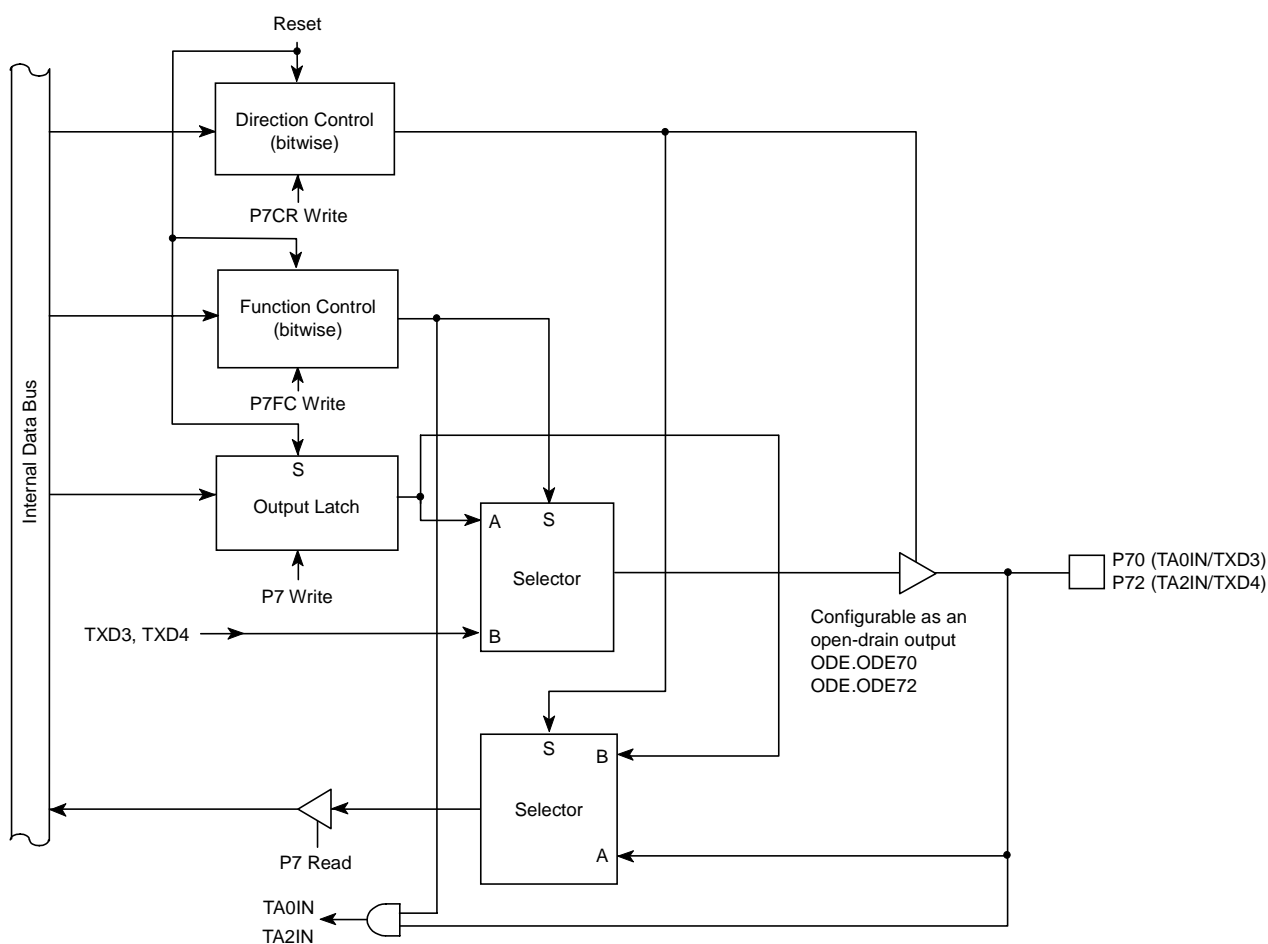 Reset
Direction Control
(bitwise)
P7CR Write
Function Control
(bitwise)
P7FC Write
Internal Data Bus
S
Output Latch
P7 Write
A
S
Selector
B
TXD3, TXD4
P70 (TA0IN/TXD3)
P72 (TA2IN/TXD4)
Configurable as an
open-drain output
ODE.ODE70
ODE.ODE72
S
B
Selector
A
P7 Read
TA0IN
TA2IN